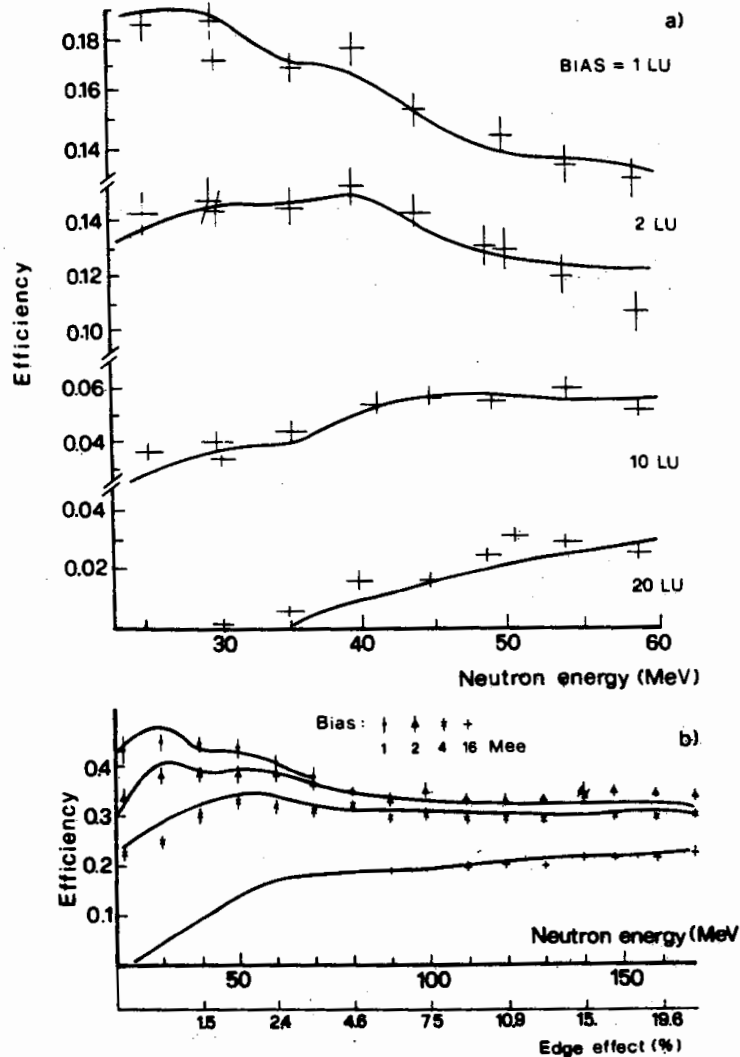 a)
BIAS = 1 LU
0.18
0.16
0.14
2 LU
0.14
0.12
0.10
Efficiency
0.06
0.04
10 LU
0.04
0.02
20 LU
30 40 50 60
Neutron energy (MeV)
Bias:
b)
1 2 4 16 Mee
0.4
0.3
0.2
0.1
Efficiency
Neutron energy (MeV
50 100 150
1.5 2.4 4.6 7.5 10.9 15. 19.6
Edge effect (%)